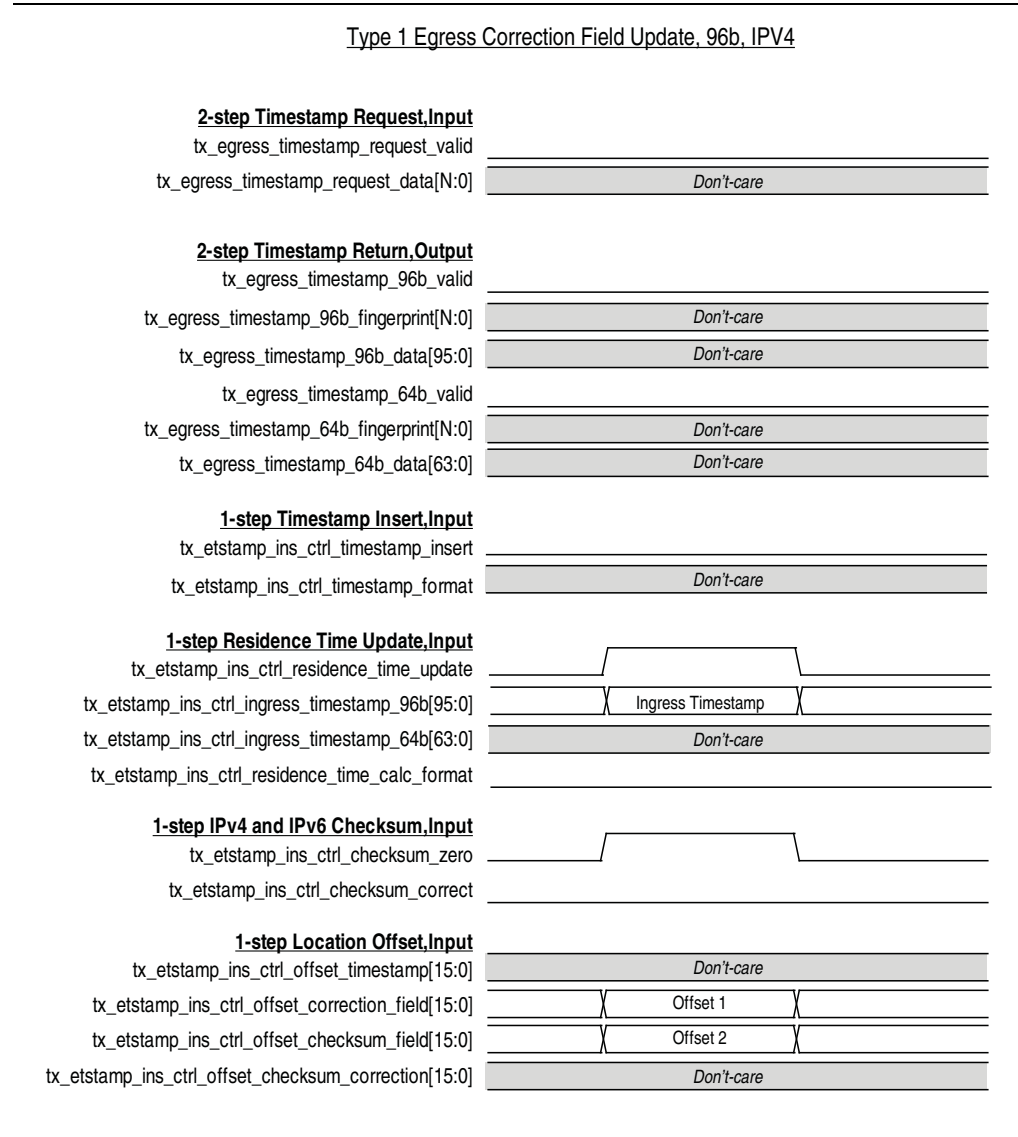 Type 1 Egress Correction Field Update, 96b, IPV4
2-step Timestamp Request,Input
tx_egress_timestamp_request_valid
tx_egress_timestamp_request_data[N:0] Don't-care
2-step Timestamp Return,Output
tx_egress_timestamp_96b_valid
tx_egress_timestamp_96b_fingerprint[N:0] Don't-care
tx_egress_timestamp_96b_data[95:0] Don't-care
tx_egress_timestamp_64b_valid
tx_egress_timestamp_64b_fingerprint[N:0] Don't-care
tx_egress_timestamp_64b_data[63:0] Don't-care
1-step Timestamp Insert,Input
tx_etstamp_ins_ctrl_timestamp_insert
tx_etstamp_ins_ctrl_timestamp_format Don't-care
1-step Residence Time Update,Input
tx_etstamp_ins_ctrl_residence_time_update
tx_etstamp_ins_ctrl_ingress_timestamp_96b[95:0] Ingress Timestamp
tx_etstamp_ins_ctrl_ingress_timestamp_64b[63:0] Don't-care
tx_etstamp_ins_ctrl_residence_time_calc_format
1-step IPv4 and IPv6 Checksum,Input
tx_etstamp_ins_ctrl_checksum_zero
tx_etstamp_ins_ctrl_checksum_correct
1-step Location Offset,Input
tx_etstamp_ins_ctrl_offset_timestamp[15:0] Don't-care
tx_etstamp_ins_ctrl_offset_correction_field[15:0] Offset 1
tx_etstamp_ins_ctrl_offset_checksum_field[15:0] Offset 2
tx_etstamp_ins_ctrl_offset_checksum_correction[15:0] Don't-care